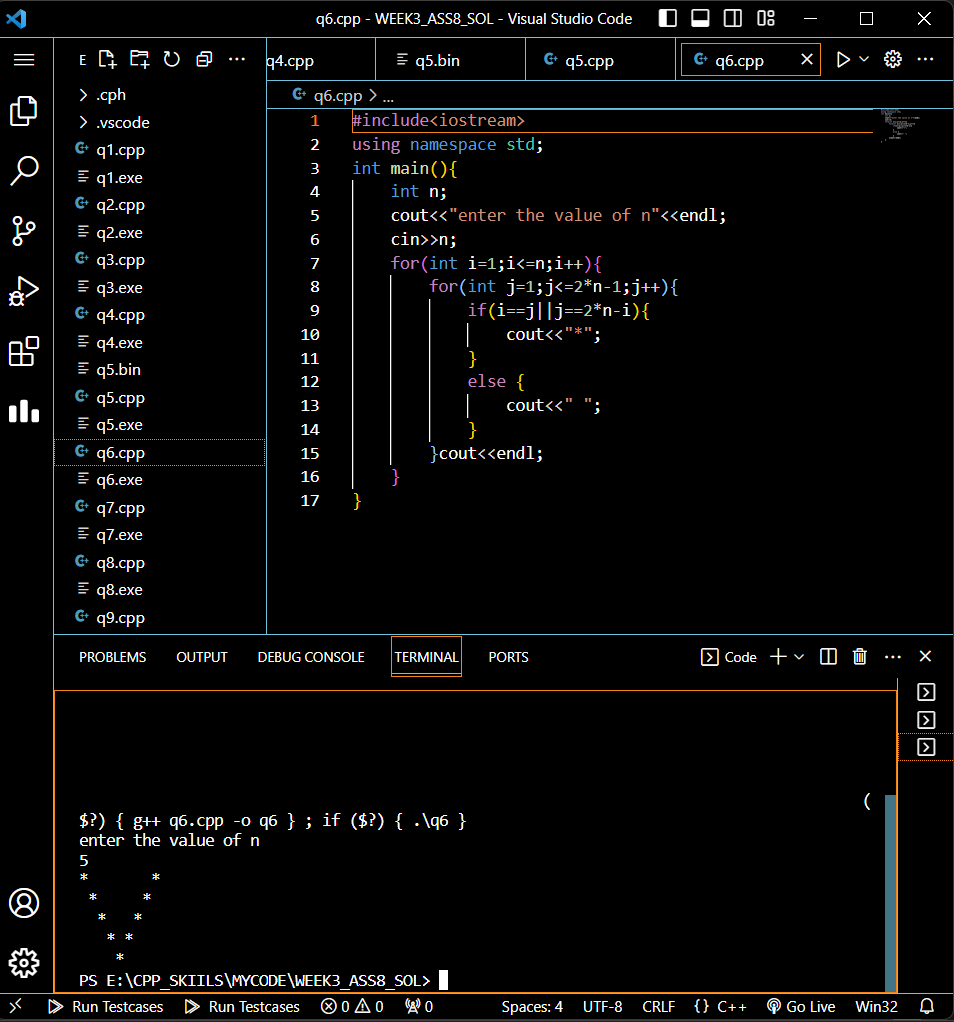 q6.cpp - WEEK3_ASS8_SOL - Visual Studio Code
E
q4.cpp
q5.bin
q5.cpp
q6.cpp
q6.cpp > ...
.cph
.vscode
q1.cpp
q1.exe
q2.cpp
q2.exe
q3.cpp
q3.exe
q4.cpp
q4.exe
q5.bin
q5.cpp
q5.exe
q6.cpp
q6.exe
q7.cpp
q7.exe
q8.cpp
q8.exe
q9.cpp
1 #include<iostream>
2 using namespace std;
3 int main(){
4     int n;
5     cout<<"enter the value of n"<<endl;
6     cin>>n;
7     for(int i=1;i<=n;i++){
8         for(int j=1;j<=2*n-1;j++){
9             if(i==j||j==2*n-i){
10                 cout<<"*";
11             }
12             else {
13                 cout<<" ";
14             }
15         }cout<<endl;
16     }
17 }
PROBLEMS OUTPUT DEBUG CONSOLE TERMINAL PORTS
Code
(
$?) { g++ q6.cpp -o q6 } ; if ($?) { .\q6 }
enter the value of n
5
*       *
 *     *
  *   *
   * *
    *
PS E:\CPP_SKIILS\MYCODE\WEEK3_ASS8_SOL>
Run Testcases Run Testcases 0 0 0 Spaces: 4 UTF-8 CRLF {} C++ Go Live Win32